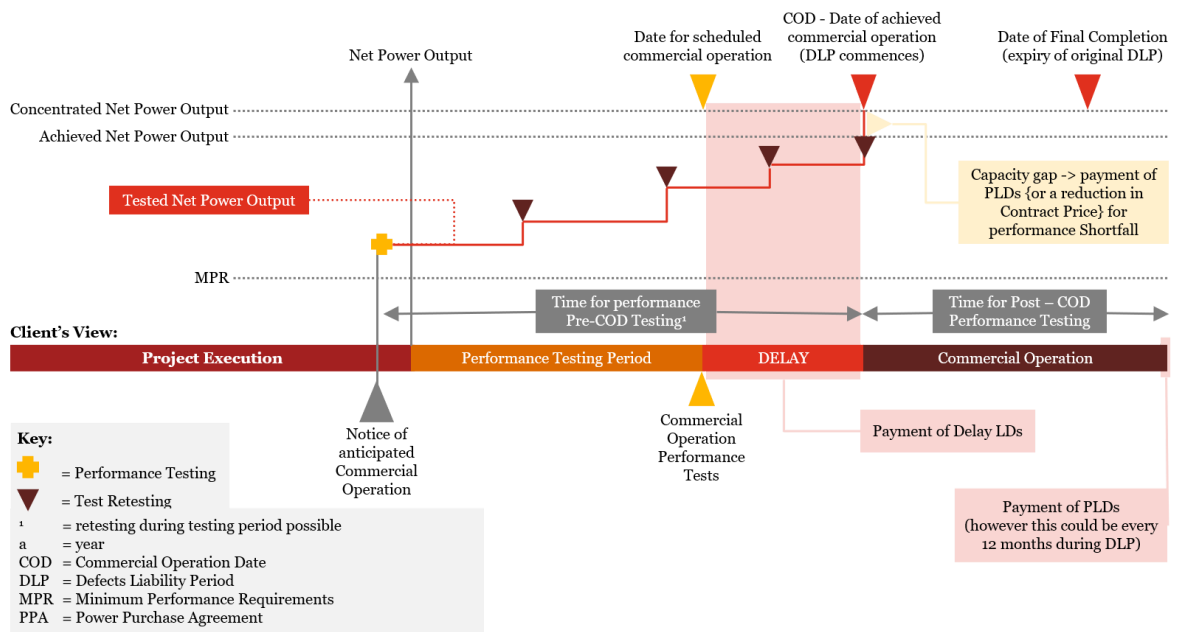 COD - Date of achieved
commercial operation
(DLP commences)
Date for scheduled
commercial operation
Date of Final Completion
(expiry of original DLP)
Net Power Output
Concentrated Net Power Output
Achieved Net Power Output
Capacity gap -> payment of
PLDs {or a reduction in
Contract Price} for
performance Shortfall
Tested Net Power Output
MPR
Time for performance
Pre-COD Testing¹
Time for Post – COD
Performance Testing
Client's View:
Project Execution
Performance Testing Period
DELAY
Commercial Operation
Notice of
anticipated
Commercial
Operation
Commercial
Operation
Performance
Tests
Payment of Delay LDs
Payment of PLDs
(however this could be every
12 months during DLP)
Key:
= Performance Testing
= Test Retesting
¹ = retesting during testing period possible
a = year
COD = Commercial Operation Date
DLP = Defects Liability Period
MPR = Minimum Performance Requirements
PPA = Power Purchase Agreement